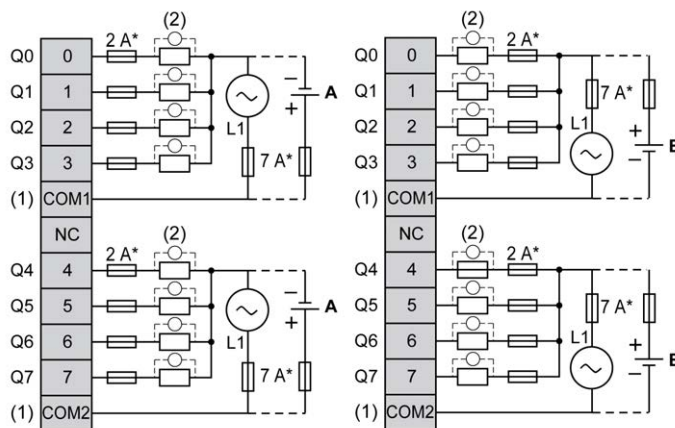 (2)
Q0 0 2 A*
Q1 1
Q2 2 A
Q3 3 L1 7 A*
(1) COM1
NC
(2)
Q4 4 2 A*
Q5 5 A
Q6 6 L1
Q7 7 7 A*
(1) COM2
(2)
Q0 0 2 A*
Q1 1 7 A*
Q2 2 L1
Q3 3 B
(1) COM1
NC
(2)
Q4 4 2 A*
Q5 5 7 A*
Q6 6 L1
Q7 7 B
(1) COM2